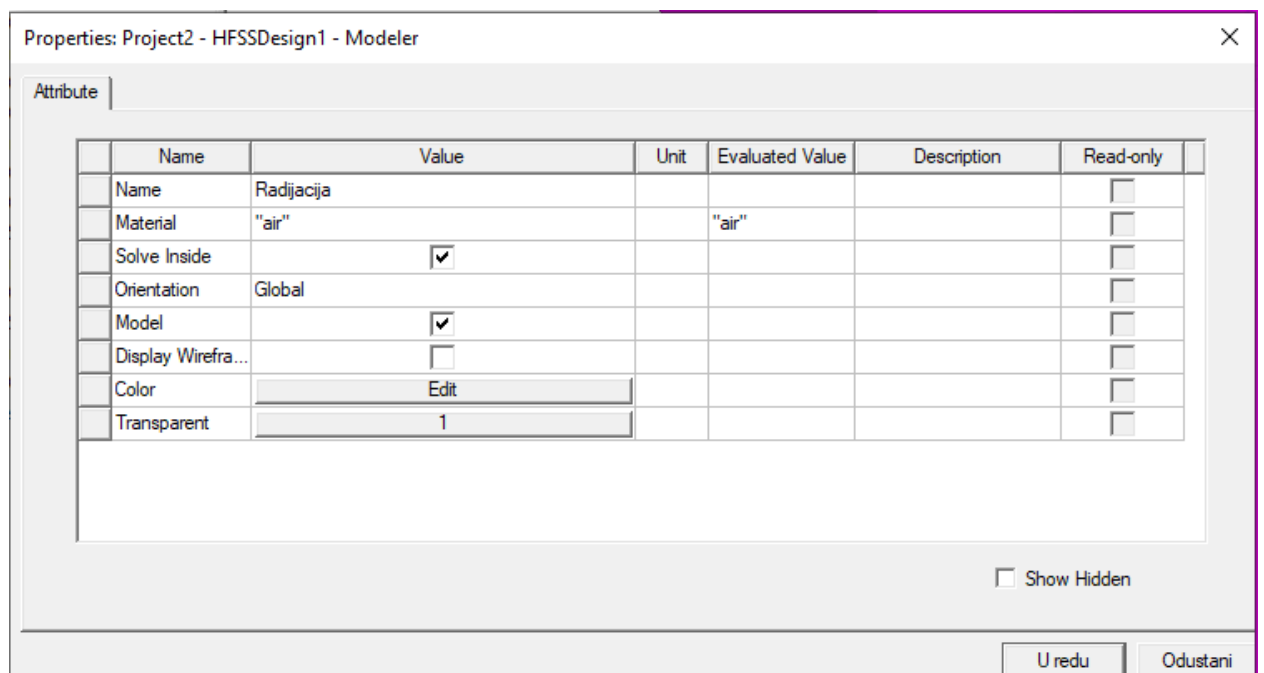 Properties: Project2 - HFSSDesign1 - Modeler
Attribute
Name Value Unit Evaluated Value Description Read-only
Name Radijacija
Material "air" "air"
Solve Inside
Orientation Global
Model
Display Wirefra...
Color Edit
Transparent 1
Show Hidden
U redu Odustani